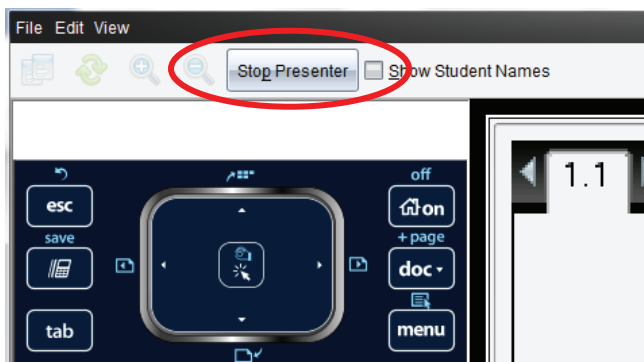 File Edit View
Stop Presenter Show Student Names
off
esc
on
save
+ page
doc
tab
menu
1.1